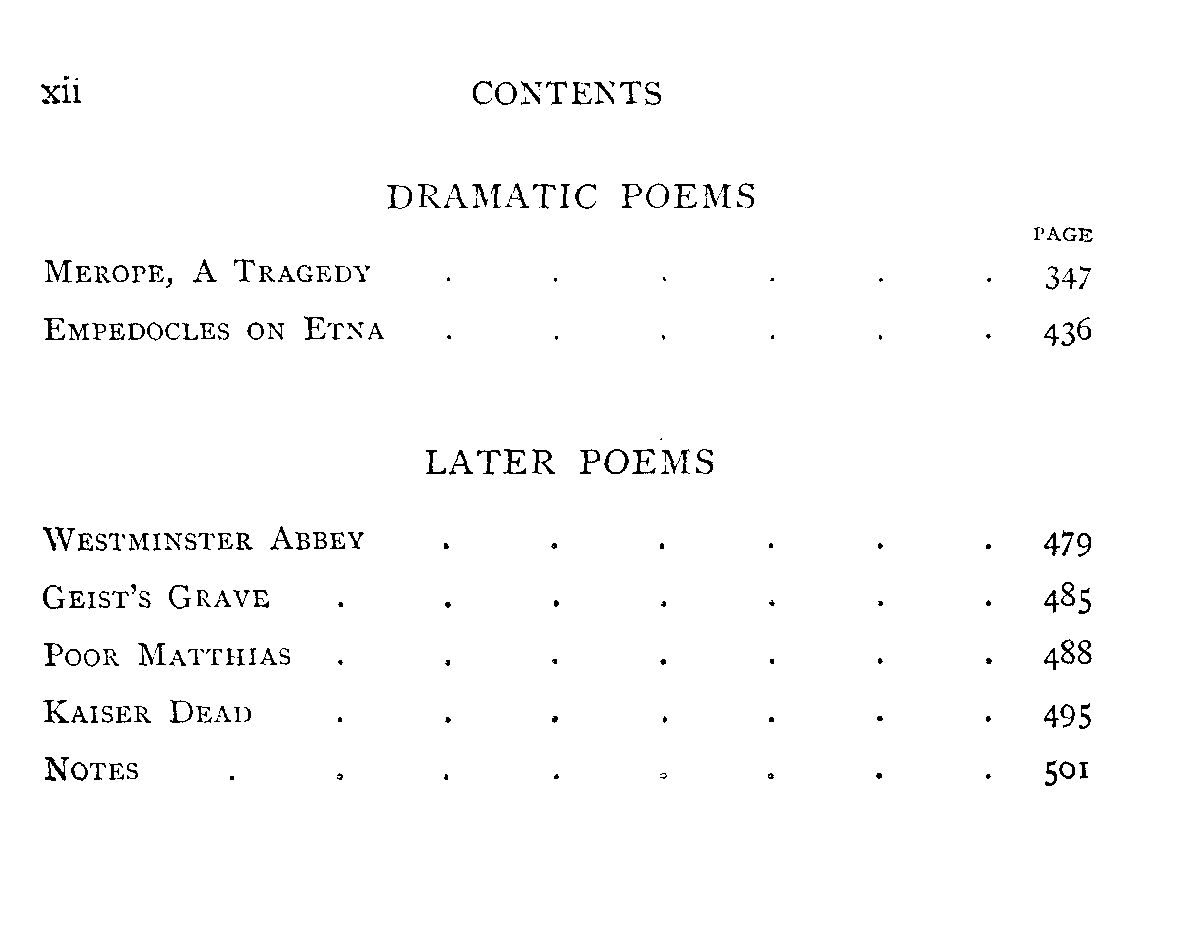 xii CONTENTS
DRAMATIC POEMS
PAGE
MEROPE, A TRAGEDY . . . . . . 347
EMPEDOCLES ON ETNA . . . . . . 436
LATER POEMS
WESTMINSTER ABBEY . . . . . . 479
GEIST'S GRAVE . . . . . . . 485
POOR MATTHIAS . . . . . . . 488
KAISER DEAD . . . . . . . 495
NOTES . . . . . . . . 501